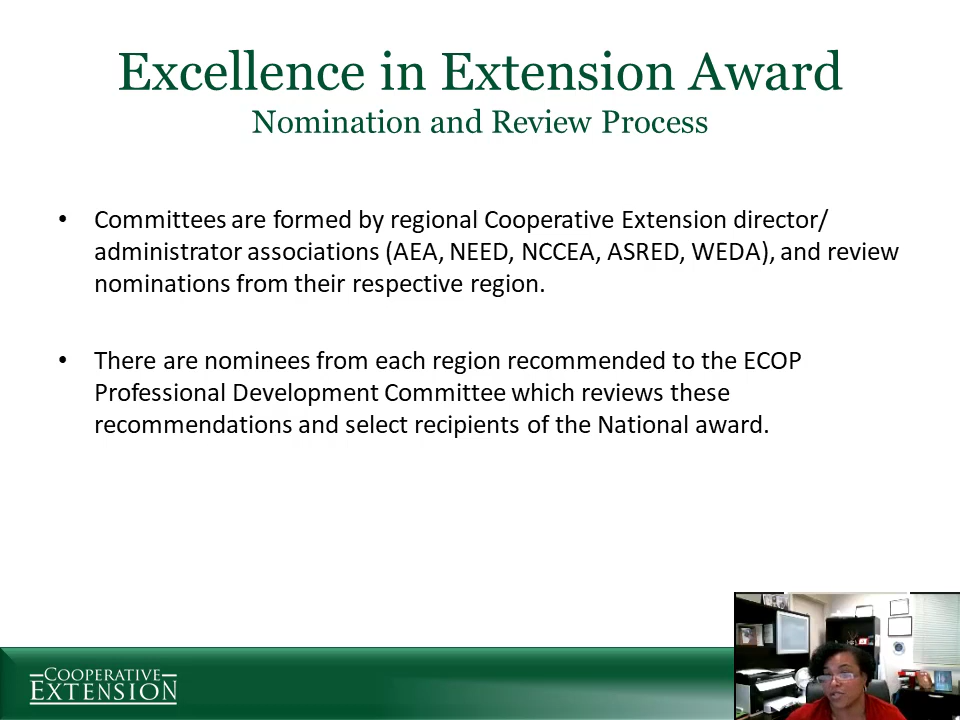 Excellence in Extension Award
Nomination and Review Process
• Committees are formed by regional Cooperative Extension director/
administrator associations (AEA, NEED, NCCEA, ASRED, WEDA), and review
nominations from their respective region.
• There are nominees from each region recommended to the ECOP
Professional Development Committee which reviews these
recommendations and select recipients of the National award.
COOPERATIVE
EXTENSION